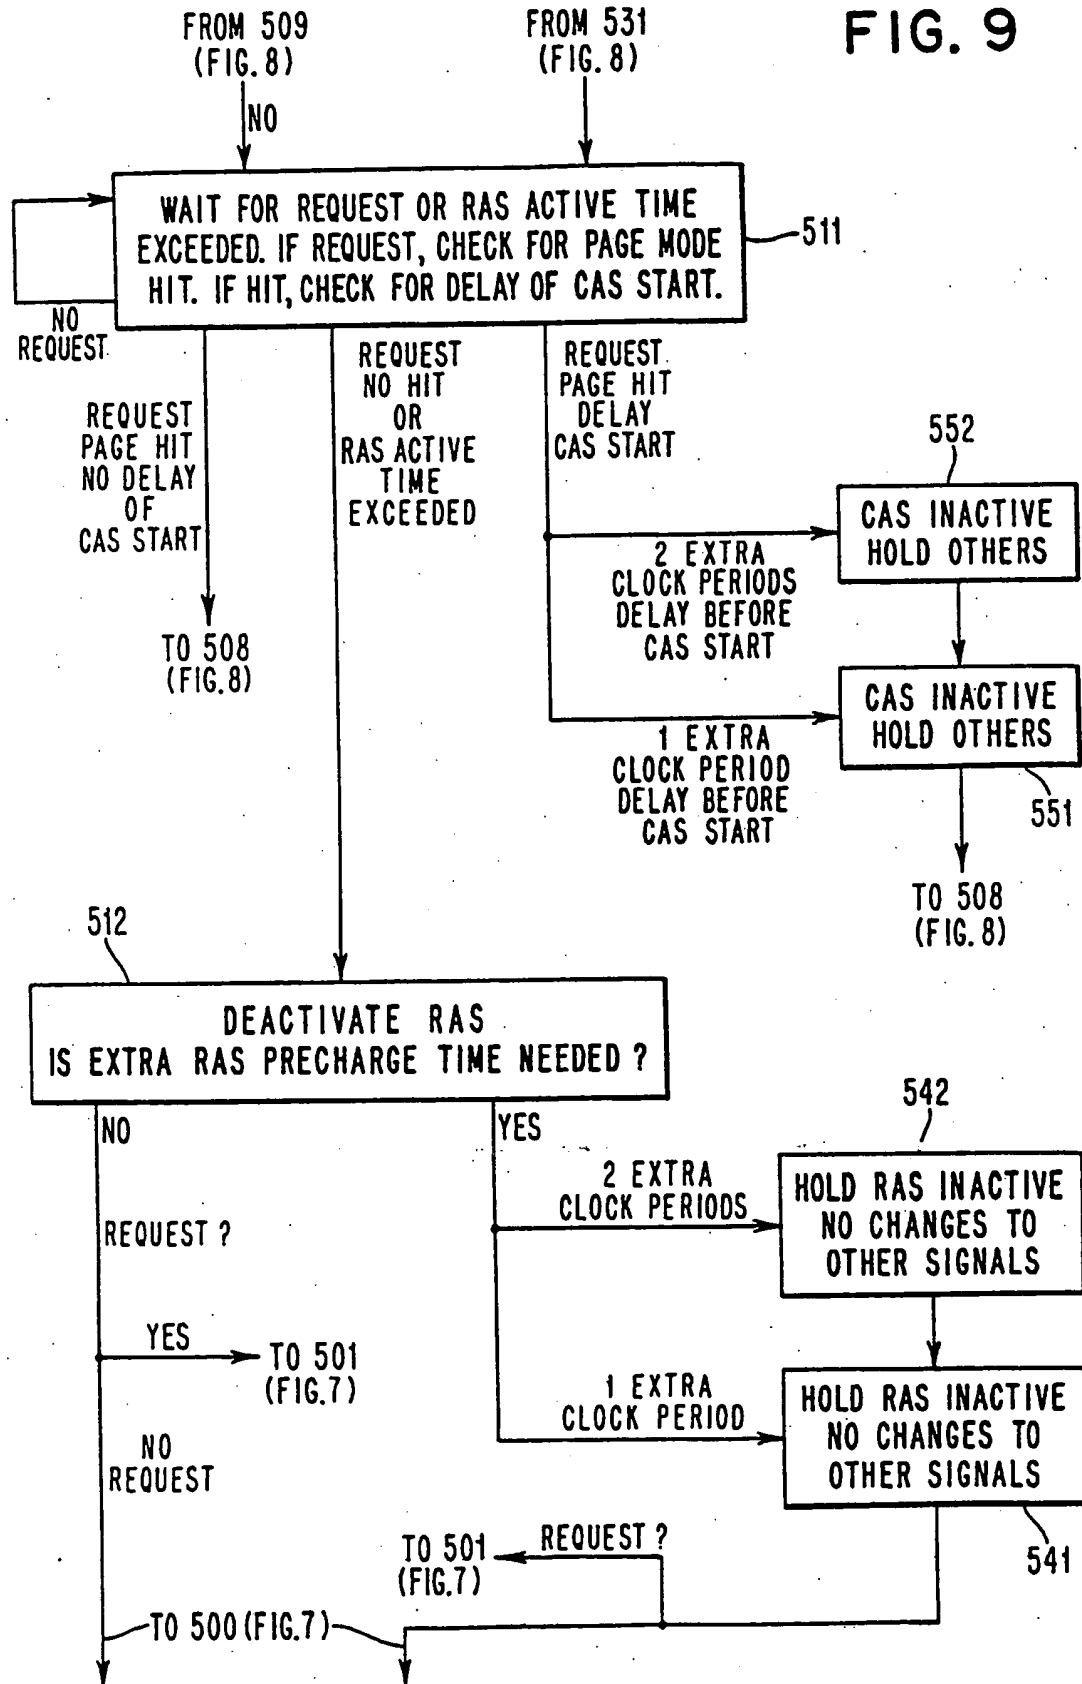 FROM 509
(FIG. 8)
FROM 531
(FIG. 8)
FIG. 9
NO
WAIT FOR REQUEST OR RAS ACTIVE TIME
EXCEEDED. IF REQUEST, CHECK FOR PAGE MODE
HIT. IF HIT, CHECK FOR DELAY OF CAS START.
511
NO
REQUEST
REQUEST
PAGE HIT
NO DELAY
OF
CAS START
TO 508
(FIG. 8)
REQUEST
NO HIT
OR
RAS ACTIVE
TIME
EXCEEDED
REQUEST
PAGE HIT
DELAY
CAS START
552
CAS INACTIVE
HOLD OTHERS
2 EXTRA
CLOCK PERIODS
DELAY BEFORE
CAS START
CAS INACTIVE
HOLD OTHERS
551
1 EXTRA
CLOCK PERIOD
DELAY BEFORE
CAS START
TO 508
(FIG. 8)
512
DEACTIVATE RAS
IS EXTRA RAS PRECHARGE TIME NEEDED ?
NO
YES
542
REQUEST ?
2 EXTRA
CLOCK PERIODS
HOLD RAS INACTIVE
NO CHANGES TO
OTHER SIGNALS
YES
TO 501
(FIG.7)
1 EXTRA
CLOCK PERIOD
HOLD RAS INACTIVE
NO CHANGES TO
OTHER SIGNALS
541
NO
REQUEST
TO 501
(FIG.7)
REQUEST ?
TO 500 (FIG.7)